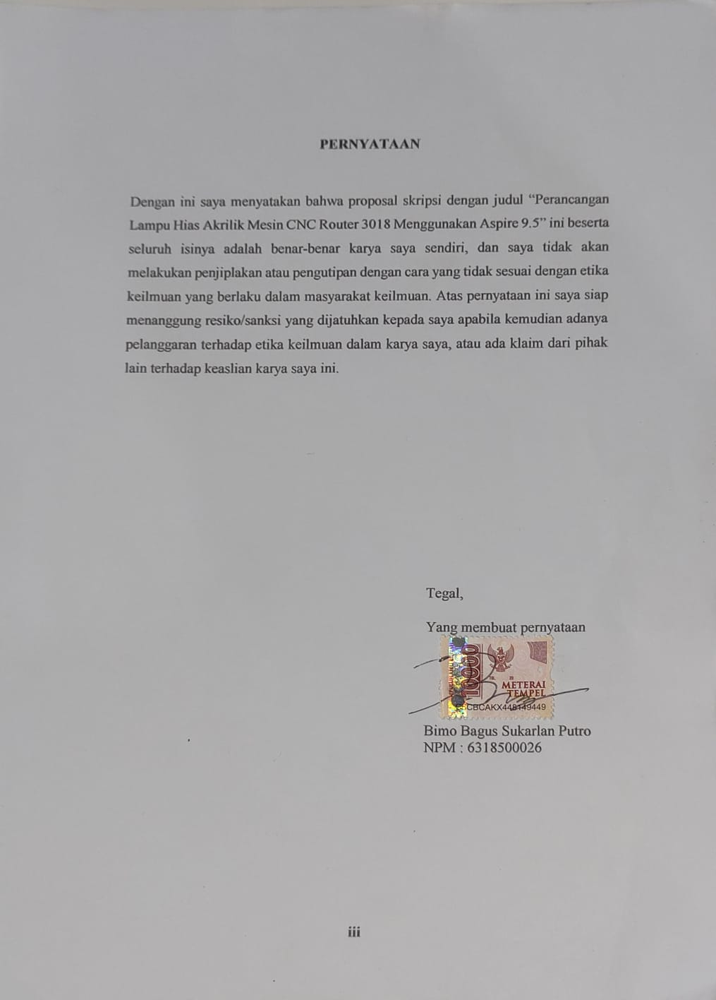 PERNYATAAN
Dengan ini saya menyatakan bahwa proposal skripsi dengan judul “Perancangan
Lampu Hias Akrilik Mesin CNC Router 3018 Menggunakan Aspire 9.5” ini beserta
seluruh isinya adalah benar-benar karya saya sendiri, dan saya tidak akan
melakukan penjiplakan atau pengutipan dengan cara yang tidak sesuai dengan etika
keilmuan yang berlaku dalam masyarakat keilmuan. Atas pernyataan ini saya siap
menanggung resiko/sanksi yang dijatuhkan kepada saya apabila kemudian adanya
pelanggaran terhadap etika keilmuan dalam karya saya, atau ada klaim dari pihak
lain terhadap keaslian karya saya ini.
Tegal,
Yang membuat pernyataan
10000
METERAI
TEMPEL
Bimo Bagus Sukarlan Putro
NPM : 6318500026
iii